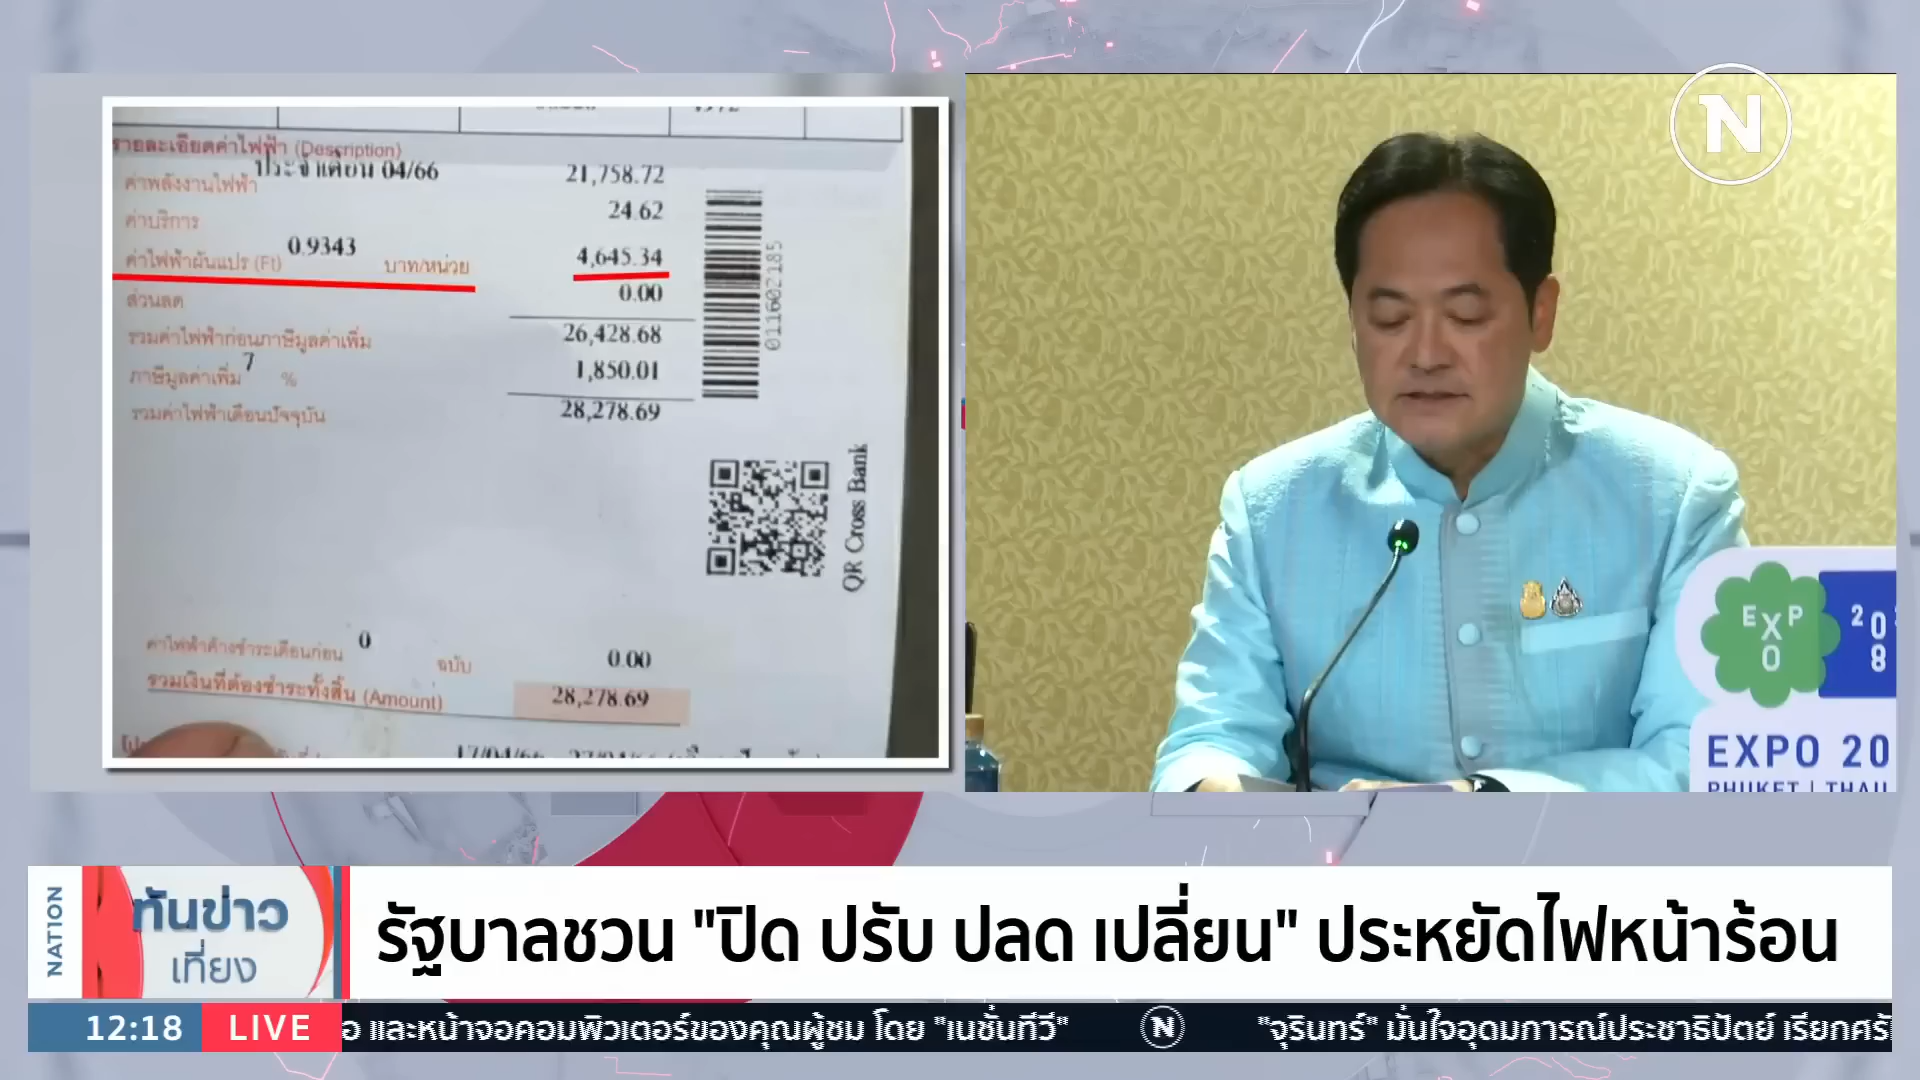 รายละเอียดค่าไฟฟ้า (Description)
ประจำเดือน 04/66
ค่าพลังงานไฟฟ้า 21,758.72
ค่าบริการ 24.62
ค่าไฟฟ้าผันแปร (Ft) 0.9343 บาท/หน่วย 4,645.34
ส่วนลด 0.00
รวมค่าไฟฟ้าก่อนภาษีมูลค่าเพิ่ม 26,428.68
ภาษีมูลค่าเพิ่ม 7 % 1,850.01
รวมค่าไฟฟ้าเดือนปัจจุบัน 28,278.69
011602185
QR Cross Bank
ค่าไฟฟ้าค้างชำระเดือนก่อน 0 ฉบับ 0.00
รวมเงินที่ต้องชำระทั้งสิ้น (Amount) 28,278.69
17/04/66
N
EXPO
20
8
EXPO 20
PHUKET | THAI
NATION
ทันข่าว
เที่ยง
รัฐบาลชวน "ปิด ปรับ ปลด เปลี่ยน" ประหยัดไฟหน้าร้อน
12:18 LIVE
และหน้าจอคอมพิวเตอร์ของคุณผู้ชม โดย "เนชั่นทีวี" N "จุรินทร์" มั่นใจอุดมการณ์ประชาธิปัตย์